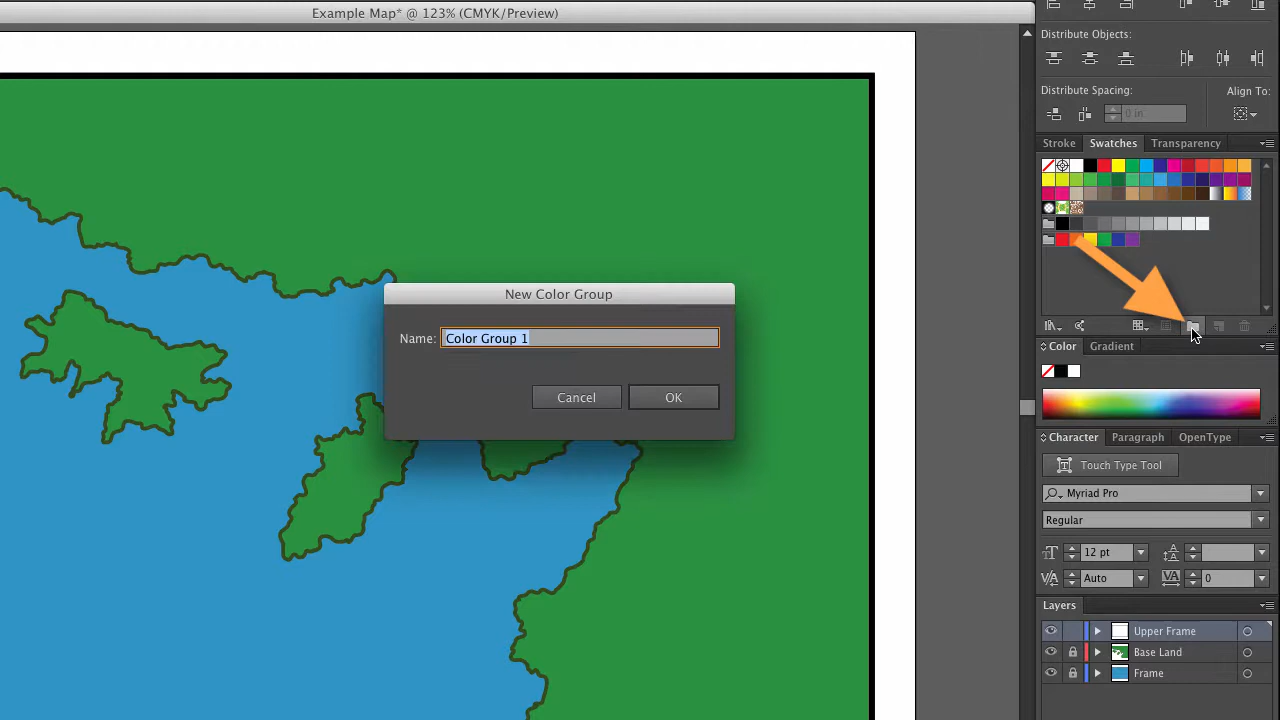 Example Map* @ 123% (CMYK/Preview)
Distribute Objects:
Distribute Spacing:
Align To:
0 in
Stroke
Swatches
Transparency
New Color Group
Name:
Color Group 1
Cancel
OK
Color
Gradient
Character
Paragraph
OpenType
Touch Type Tool
Myriad Pro
Regular
12 pt
Auto
0
Layers
Upper Frame
Base Land
Frame